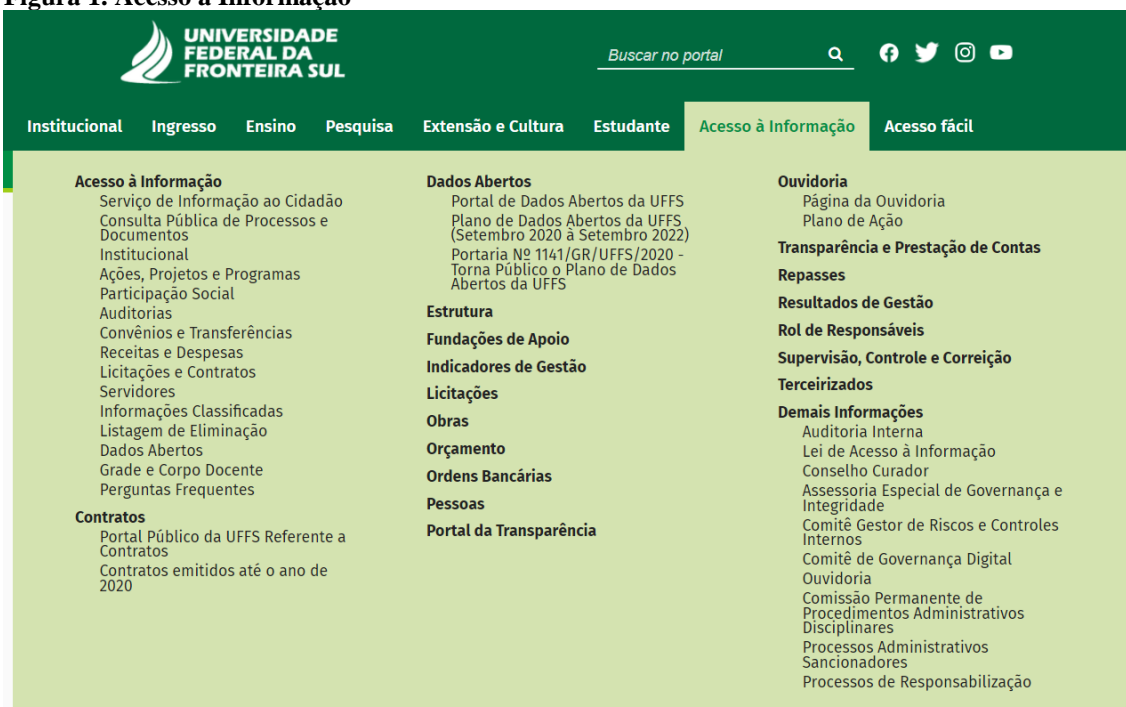 Figura 1. Acesso à Informação
UNIVERSIDADE
FEDERAL DA
FRONTEIRA SUL
Buscar no portal
Institucional Ingresso Ensino Pesquisa Extensão e Cultura Estudante Acesso à Informação Acesso fácil
Acesso à Informação
Serviço de Informação ao Cidadão
Consulta Pública de Processos e
Documentos
Institucional
Ações, Projetos e Programas
Participação Social
Auditorias
Convênios e Transferências
Receitas e Despesas
Licitações e Contratos
Servidores
Informações Classificadas
Listagem de Eliminação
Dados Abertos
Grade e Corpo Docente
Perguntas Frequentes
Contratos
Portal Público da UFFS Referente a
Contratos
Contratos emitidos até o ano de
2020
Dados Abertos
Portal de Dados Abertos da UFFS
Plano de Dados Abertos da UFFS
(Setembro 2020 à Setembro 2022)
Portaria Nº 1141/GR/UFFS/2020 -
Torna Público o Plano de Dados
Abertos da UFFS
Estrutura
Fundações de Apoio
Indicadores de Gestão
Licitações
Obras
Orçamento
Ordens Bancárias
Pessoas
Portal da Transparência
Ouvidoria
Página da Ouvidoria
Plano de Ação
Transparência e Prestação de Contas
Repasses
Resultados de Gestão
Rol de Responsáveis
Supervisão, Controle e Correição
Terceirizados
Demais Informações
Auditoria Interna
Lei de Acesso à Informação
Conselho Curador
Assessoria Especial de Governança e
Integridade
Comitê Gestor de Riscos e Controles
Internos
Comitê de Governança Digital
Ouvidoria
Comissão Permanente de
Procedimentos Administrativos
Disciplinares
Processos Administrativos
Sancionadores
Processos de Responsabilização